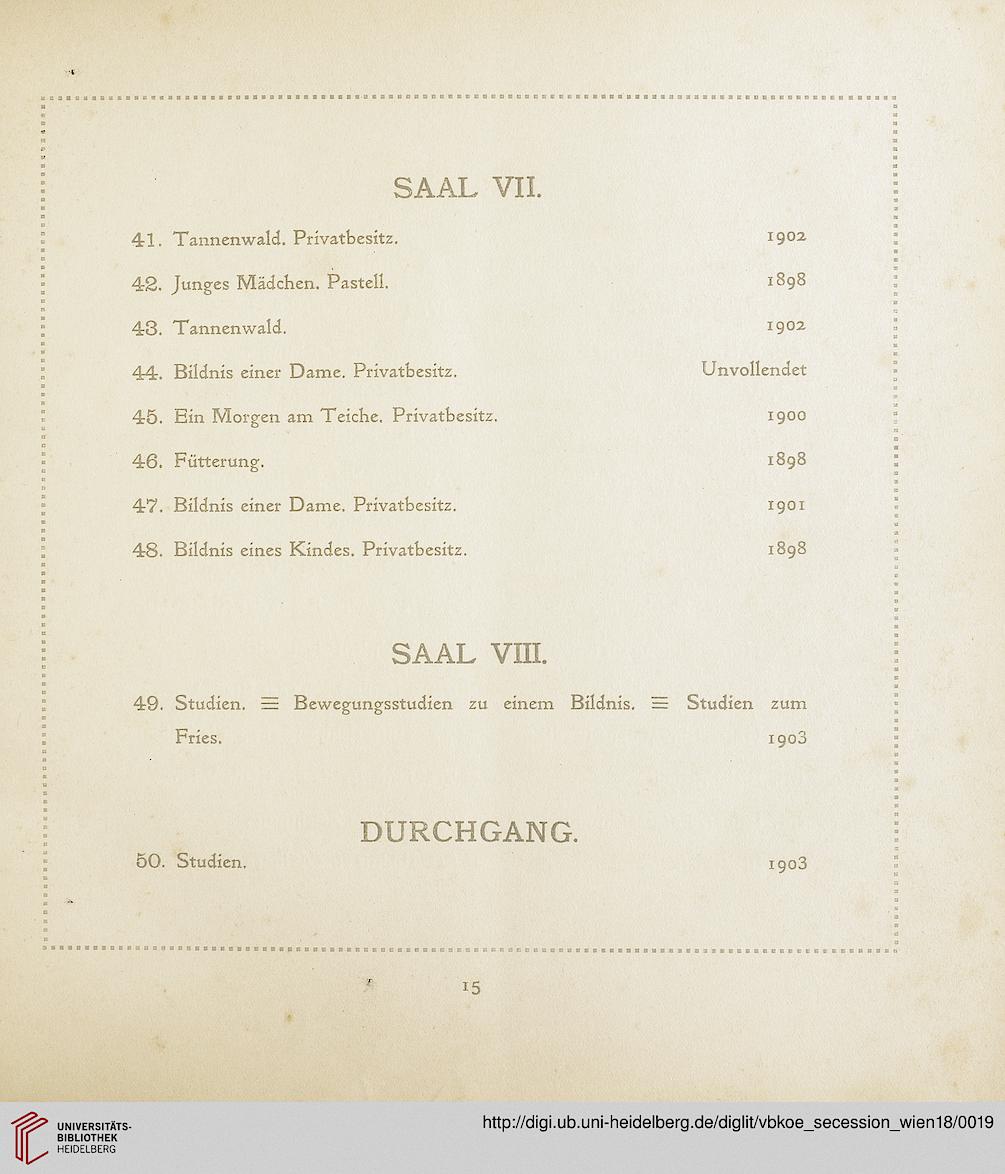 SAAL VII.
41. Tannenwald. Privatbesitz. 1902
42. Junges Mädchen. Pastell. 1898
43. Tannenwald. 1902
44. Bildnis einer Dame. Privatbesitz. Unvollendet
45. Ein Morgen am Teiche. Privatbesitz. 1900
46. Fütterung. 1898
47. Bildnis einer Dame. Privatbesitz. 1901
48. Bildnis eines Kindes. Privatbesitz. 1898
SAAL VIII.
49. Studien. ☰ Bewegungsstudien zu einem Bildnis. ☰ Studien zum
Fries. 1903
DURCHGANG.
50. Studien. 1903
15
UNIVERSITÄTS-
BIBLIOTHEK
HEIDELBERG
http://digi.ub.uni-heidelberg.de/diglit/vbkoe_secession_wien18/0019